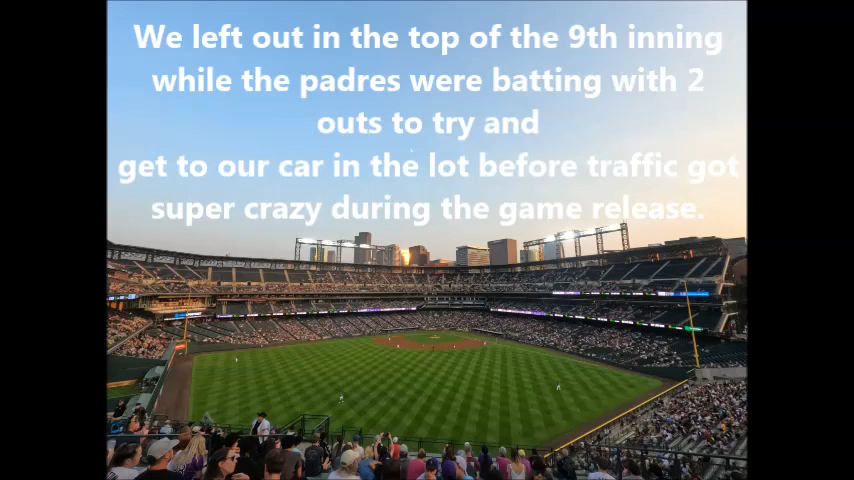 We left out in the top of the 9th inning
while the padres were batting with 2
outs to try and
get to our car in the lot before traffic got
super crazy during the game release.